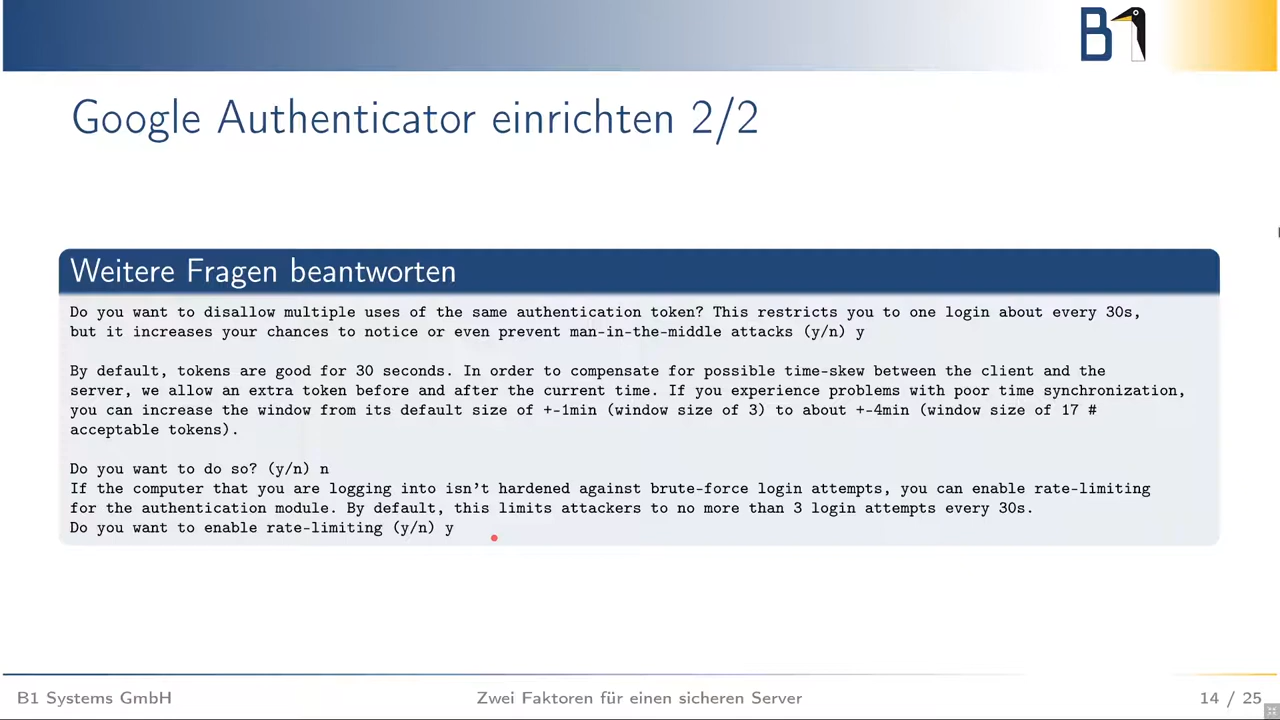 B1
Google Authenticator einrichten 2/2
Weitere Fragen beantworten
Do you want to disallow multiple uses of the same authentication token? This restricts you to one login about every 30s,
but it increases your chances to notice or even prevent man-in-the-middle attacks (y/n) y
By default, tokens are good for 30 seconds. In order to compensate for possible time-skew between the client and the
server, we allow an extra token before and after the current time. If you experience problems with poor time synchronization,
you can increase the window from its default size of +-1min (window size of 3) to about +-4min (window size of 17 #
acceptable tokens).
Do you want to do so? (y/n) n
If the computer that you are logging into isn't hardened against brute-force login attempts, you can enable rate-limiting
for the authentication module. By default, this limits attackers to no more than 3 login attempts every 30s.
Do you want to enable rate-limiting (y/n) y
B1 Systems GmbH
Zwei Faktoren für einen sicheren Server
14 / 25